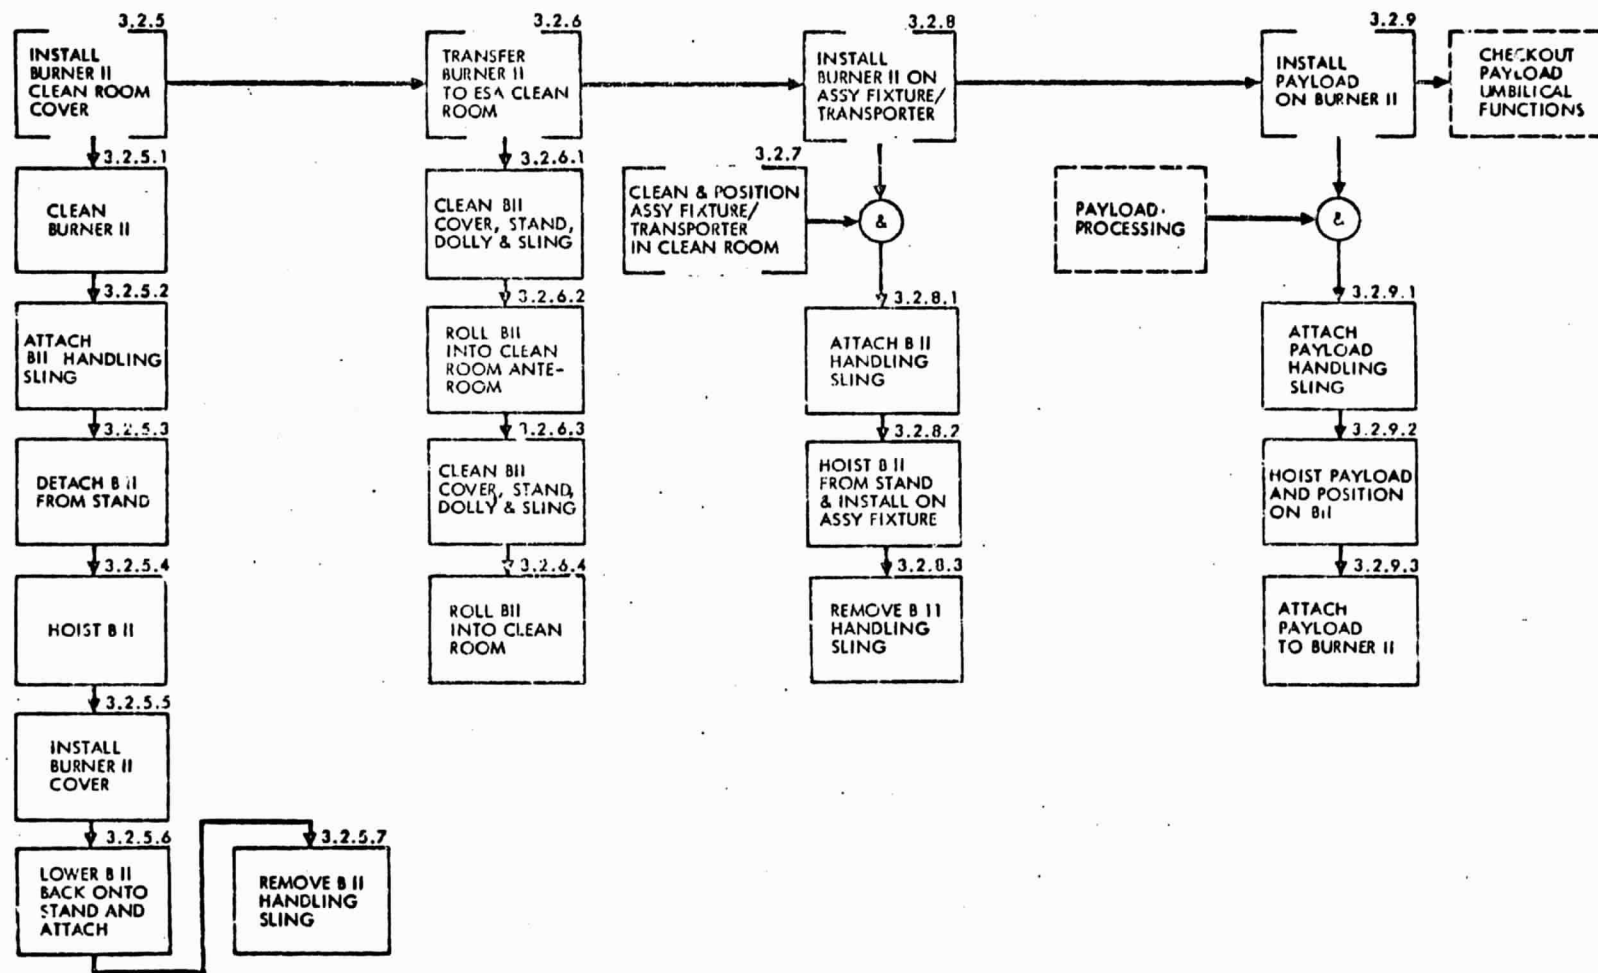 3.2.5
INSTALL
BURNER II
CLEAN ROOM
COVER
3.2.5.1
CLEAN
BURNER II
3.2.5.2
ATTACH
BII HANDLING
SLING
3.2.5.3
DETACH B II
FROM STAND
3.2.5.4
HOIST B II
3.2.5.5
INSTALL
BURNER II
COVER
3.2.5.6
LOWER B II
BACK ONTO
STAND AND
ATTACH
3.2.5.7
REMOVE B II
HANDLING
SLING
3.2.6
TRANSFER
BURNER II
TO ESA CLEAN
ROOM
3.2.6.1
CLEAN BII
COVER, STAND,
DOLLY & SLING
3.2.6.2
ROLL BII
INTO CLEAN
ROOM ANTE-
ROOM
3.2.6.3
CLEAN BII
COVER, STAND,
DOLLY & SLING
3.2.6.4
ROLL BII
INTO CLEAN
ROOM
3.2.7
CLEAN & POSITION
ASSY FIXTURE/
TRANSPORTER
IN CLEAN ROOM
3.2.8
INSTALL
BURNER II ON
ASSY FIXTURE/
TRANSPORTER
&
3.2.8.1
ATTACH B II
HANDLING
SLING
3.2.8.2
HOIST B II
FROM STAND
& INSTALL ON
ASSY FIXTURE
3.2.8.3
REMOVE B II
HANDLING
SLING
3.2.9
INSTALL
PAYLOAD
ON BURNER II
PAYLOAD
PROCESSING
&
3.2.9.1
ATTACH
PAYLOAD
HANDLING
SLING
3.2.9.2
HOIST PAYLOAD
AND POSITION
ON BII
3.2.9.3
ATTACH
PAYLOAD
TO BURNER II
CHECKOUT
PAYLOAD
UMBILICAL
FUNCTIONS